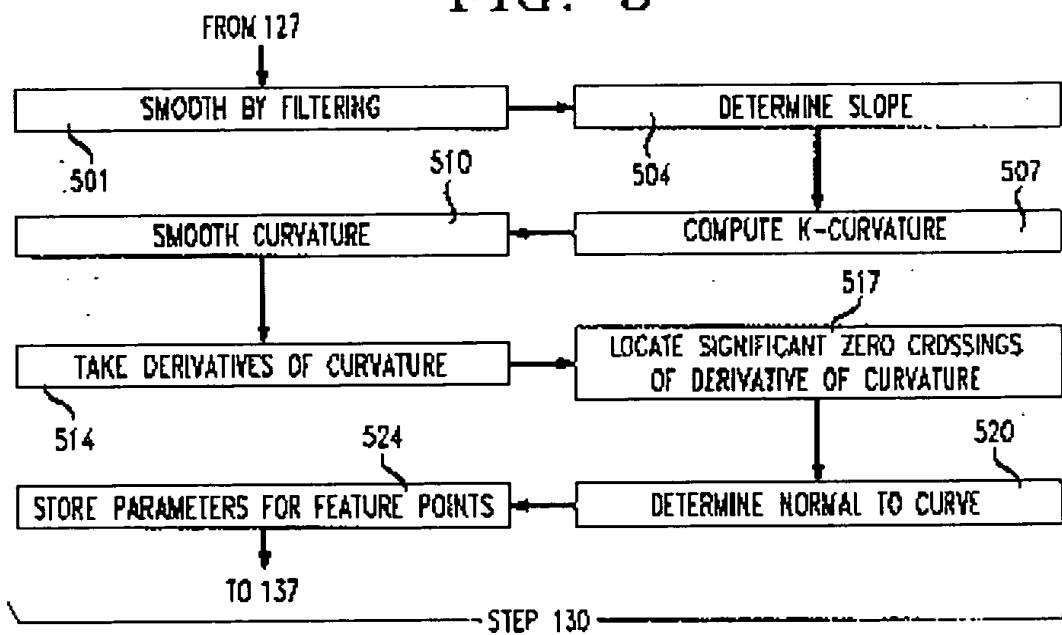 FROM 127
SMOOTH BY FILTERING
501
DETERMINE SLOPE
504
510
507
SMOOTH CURVATURE
COMPUTE K-CURVATURE
517
TAKE DERIVATIVES OF CURVATURE
514
LOCATE SIGNIFICANT ZERO CROSSINGS
OF DERIVATIVE OF CURVATURE
524
520
STORE PARAMETERS FOR FEATURE POINTS
DETERMINE NORMAL TO CURVE
TO 137
STEP 130